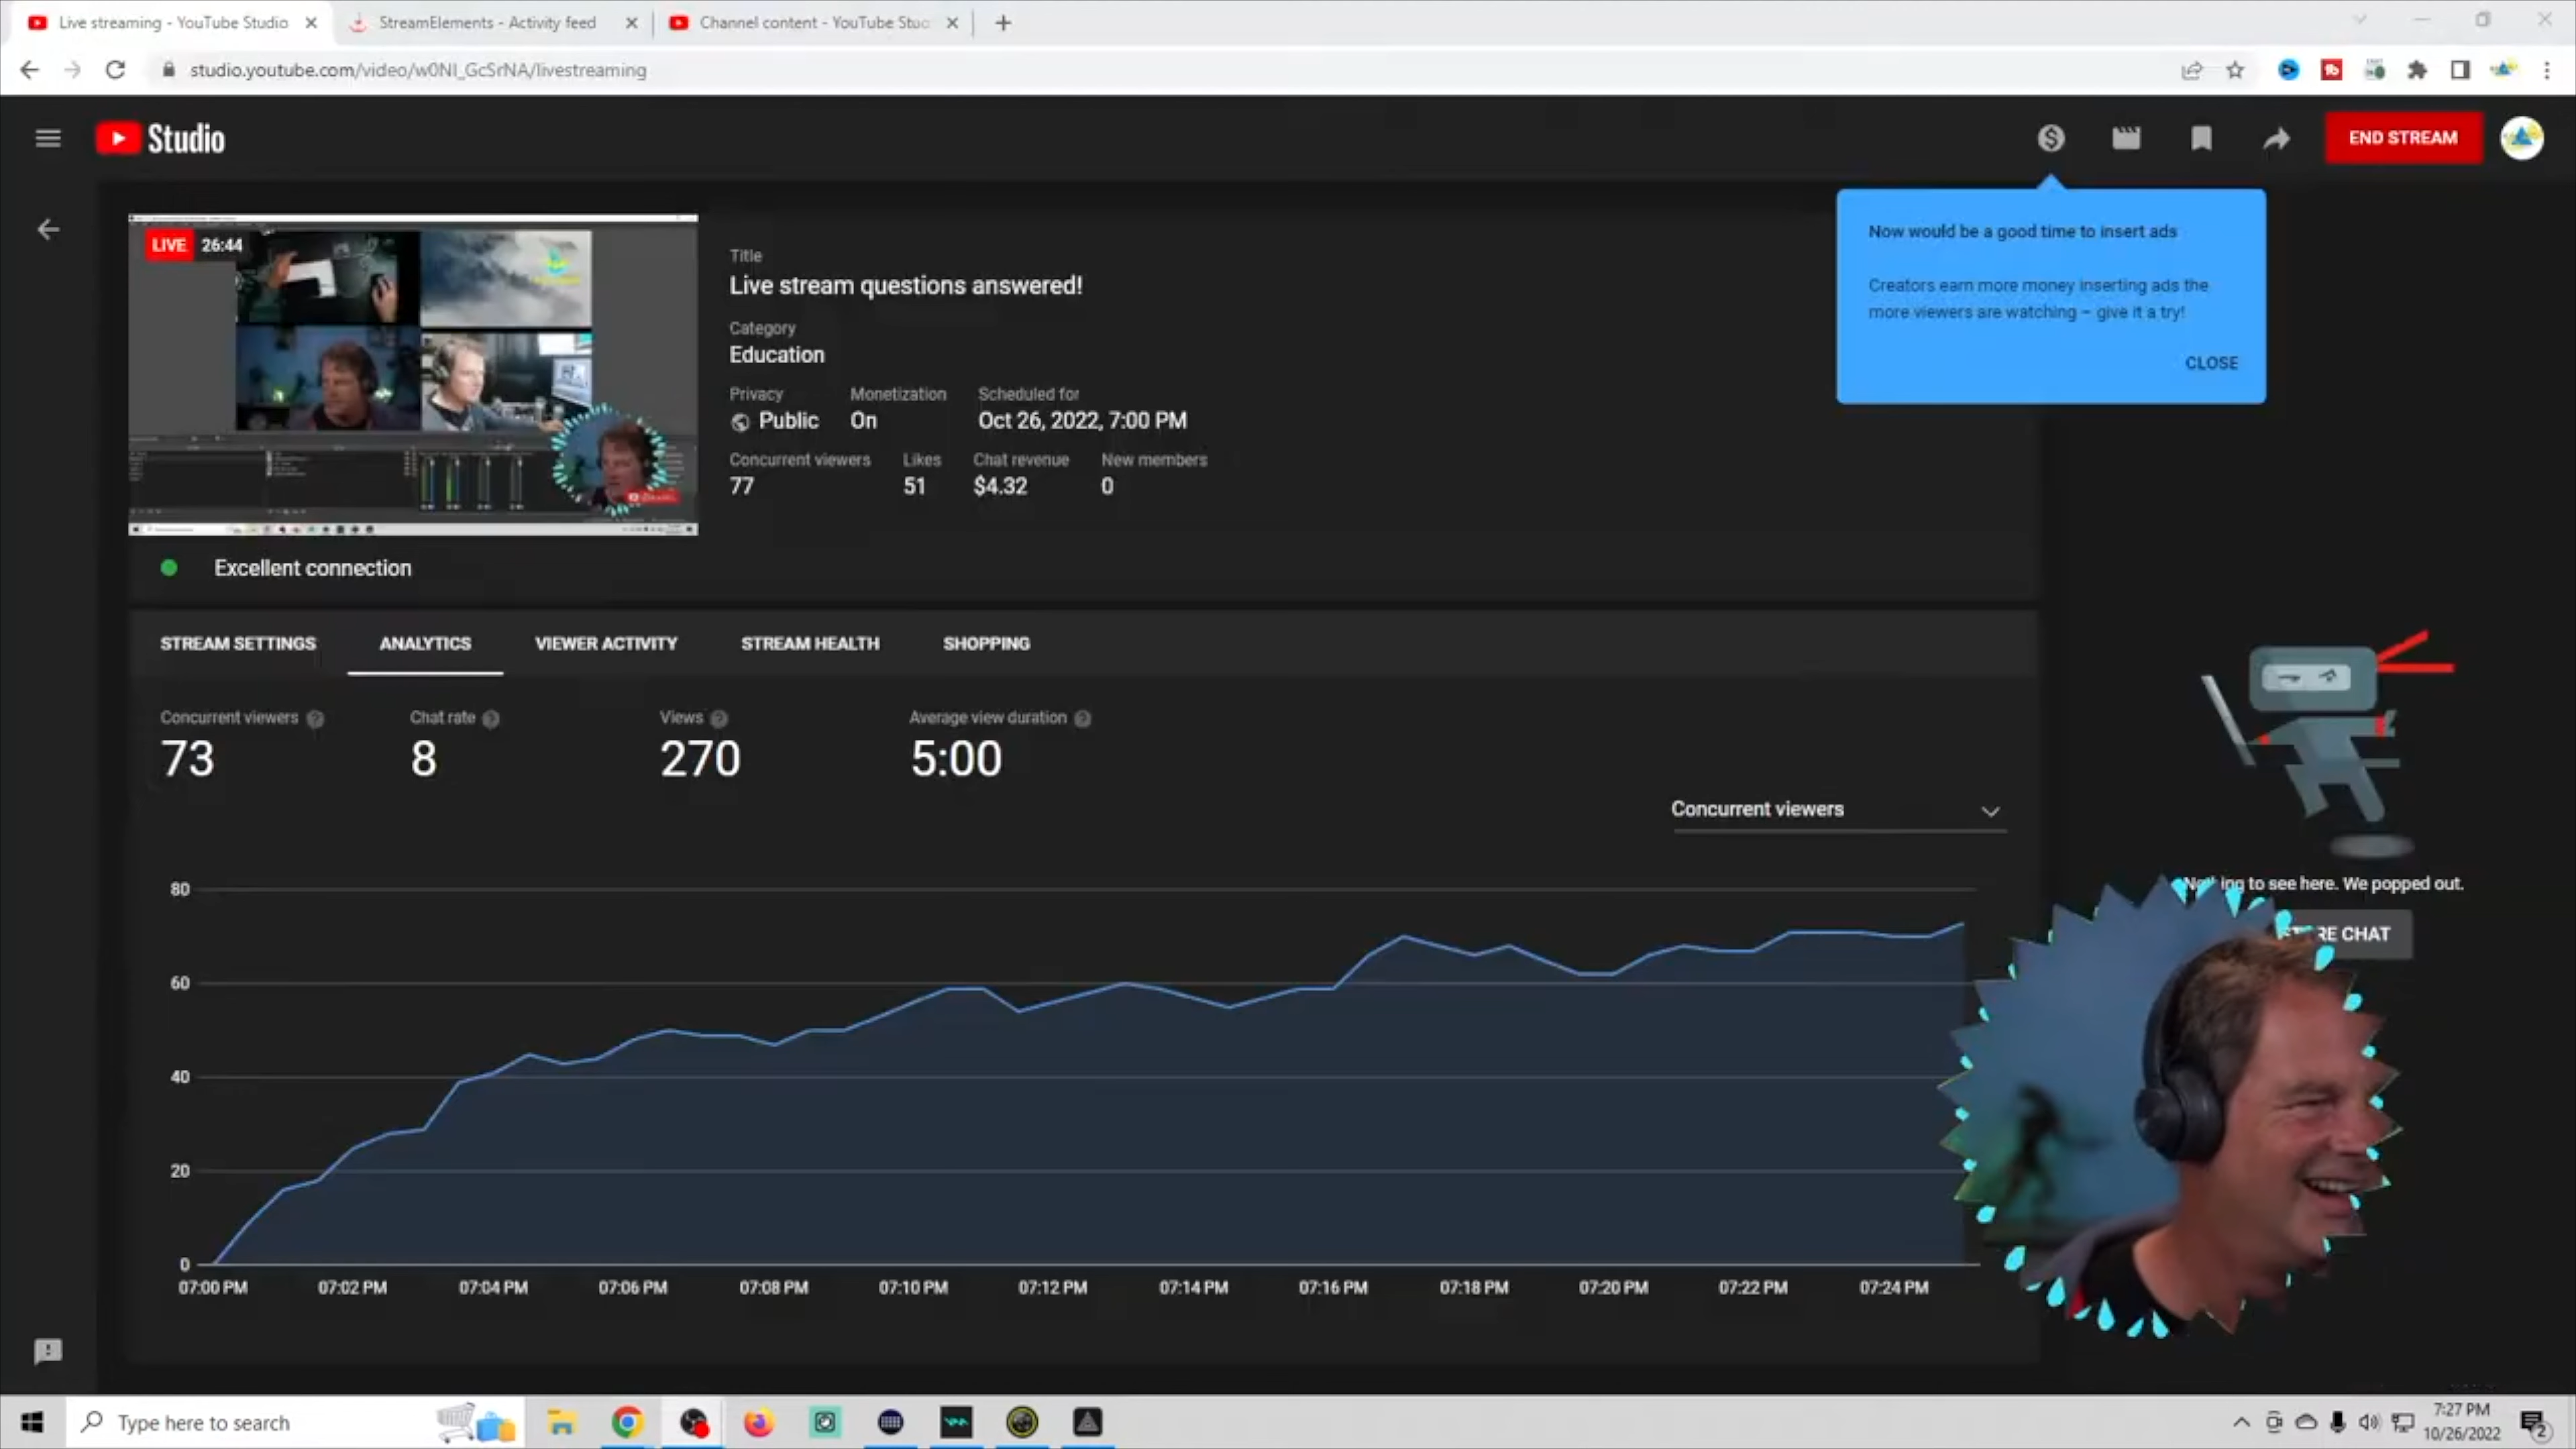 Live streaming - YouTube Studio
StreamElements - Activity feed
Channel content - YouTube Stud
studio.youtube.com/video/w0NI_GcSrNA/livestreaming
Studio
END STREAM
LIVE 26:44
Now would be a good time to insert ads
Creators earn more money inserting ads the
more viewers are watching – give it a try!
CLOSE
Title
Live stream questions answered!
Category
Education
Privacy Monetization Scheduled for
Public On Oct 26, 2022, 7:00 PM
Concurrent viewers Likes Chat revenue New members
77 51 $4.32 0
Excellent connection
STREAM SETTINGS ANALYTICS VIEWER ACTIVITY STREAM HEALTH SHOPPING
Concurrent viewers Chat rate Views Average view duration
73 8 270 5:00
Concurrent viewers
80
60
40
20
0
07:00 PM 07:02 PM 07:04 PM 07:06 PM 07:08 PM 07:10 PM 07:12 PM 07:14 PM 07:16 PM 07:18 PM 07:20 PM 07:22 PM 07:24 PM
to see here. We popped out.
CHAT
Type here to search
7:27 PM
10/26/2022
2